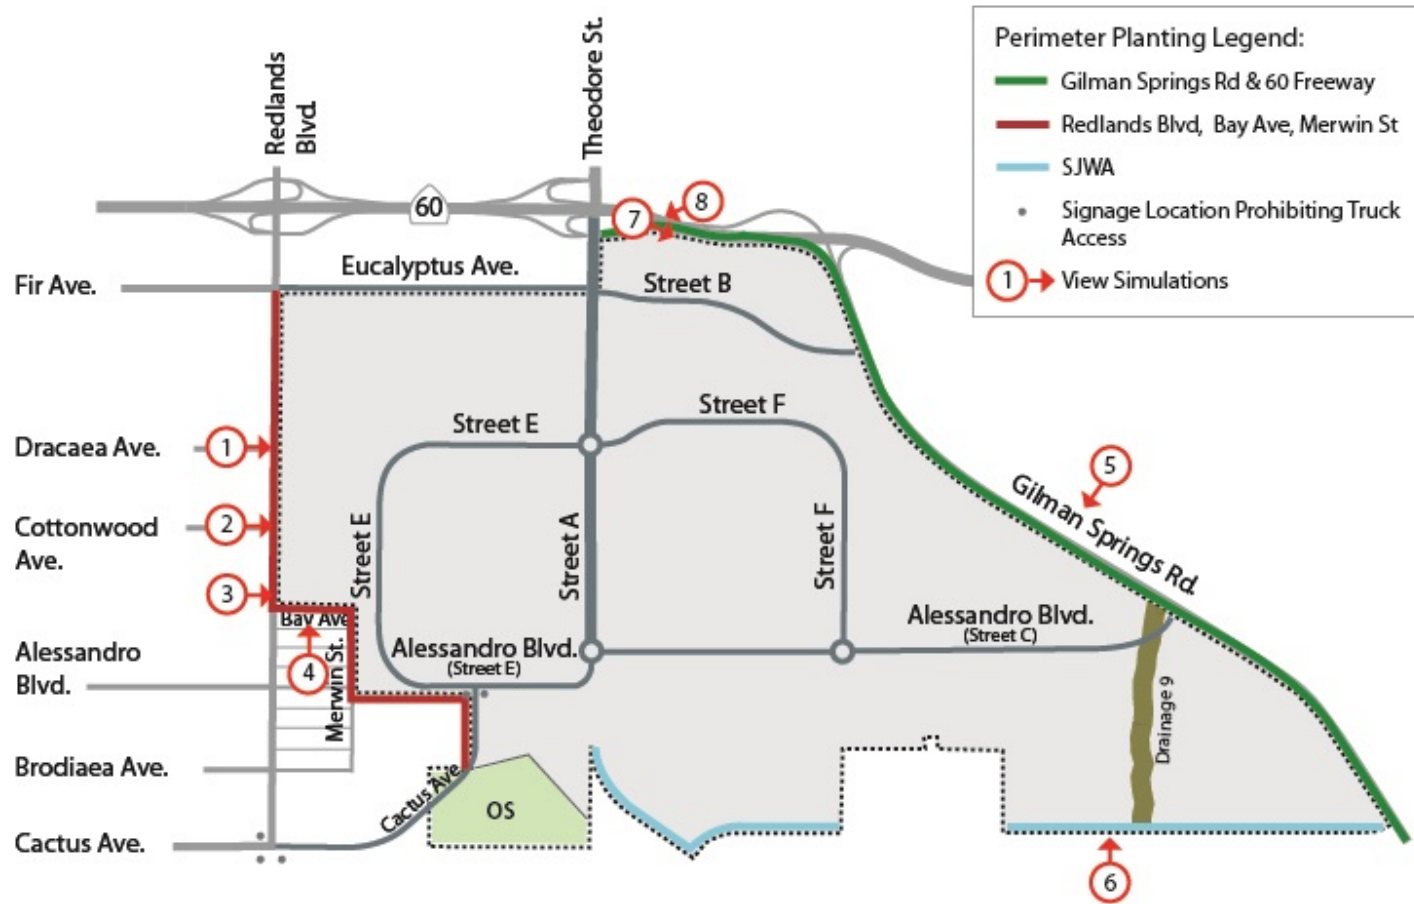 Perimeter Planting Legend:
Gilman Springs Rd & 60 Freeway
Redlands Blvd, Bay Ave, Merwin St
SJWA
Signage Location Prohibiting Truck
Access
1 View Simulations
Redlands
Blvd.
Theodore St.
60
7
8
Fir Ave.
Eucalyptus Ave.
Street B
Street F
Street E
Dracaea Ave.
1
5
Gilman Springs Rd.
Cottonwood
Ave.
2
Street E
Street A
Street F
3
Bay Ave
Alessandro Blvd.
(Street C)
Alessandro
Blvd.
4
Merwin St.
Alessandro Blvd.
(Street E)
Drainage 9
Brodiaea Ave.
Cactus Ave
OS
Cactus Ave.
6